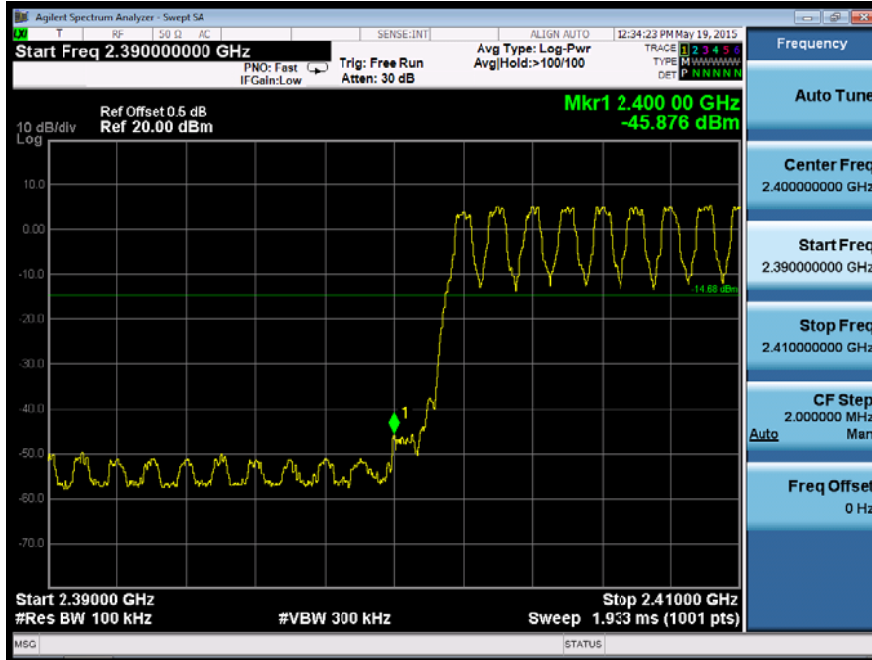 Agilent Spectrum Analyzer - Swept SA
LXI T RF 50 Ω AC SENSE:INT ALIGN AUTO 12:34:23 PM May 19, 2015
Start Freq 2.390000000 GHz
PNO: Fast
IFGain:Low
Trig: Free Run
Atten: 30 dB
Avg Type: Log-Pwr
Avg|Hold:>100/100
TRACE 1 2 3 4 5 6
TYPE M WWWWW
DET P N N N N N
Mkr1 2.400 00 GHz
-45.876 dBm
Ref Offset 0.5 dB
10 dB/div Ref 20.00 dBm
Log
10.0
0.00
-10.0
-14.68 dBm
-20.0
-30.0
-40.0
1
-50.0
-60.0
-70.0
Start 2.39000 GHz Stop 2.41000 GHz
#Res BW 100 kHz #VBW 300 kHz Sweep 1.933 ms (1001 pts)
MSG STATUS
Frequency
Auto Tune
Center Freq
2.400000000 GHz
Start Freq
2.390000000 GHz
Stop Freq
2.410000000 GHz
CF Step
2.000000 MHz
Auto Man
Freq Offset
0 Hz